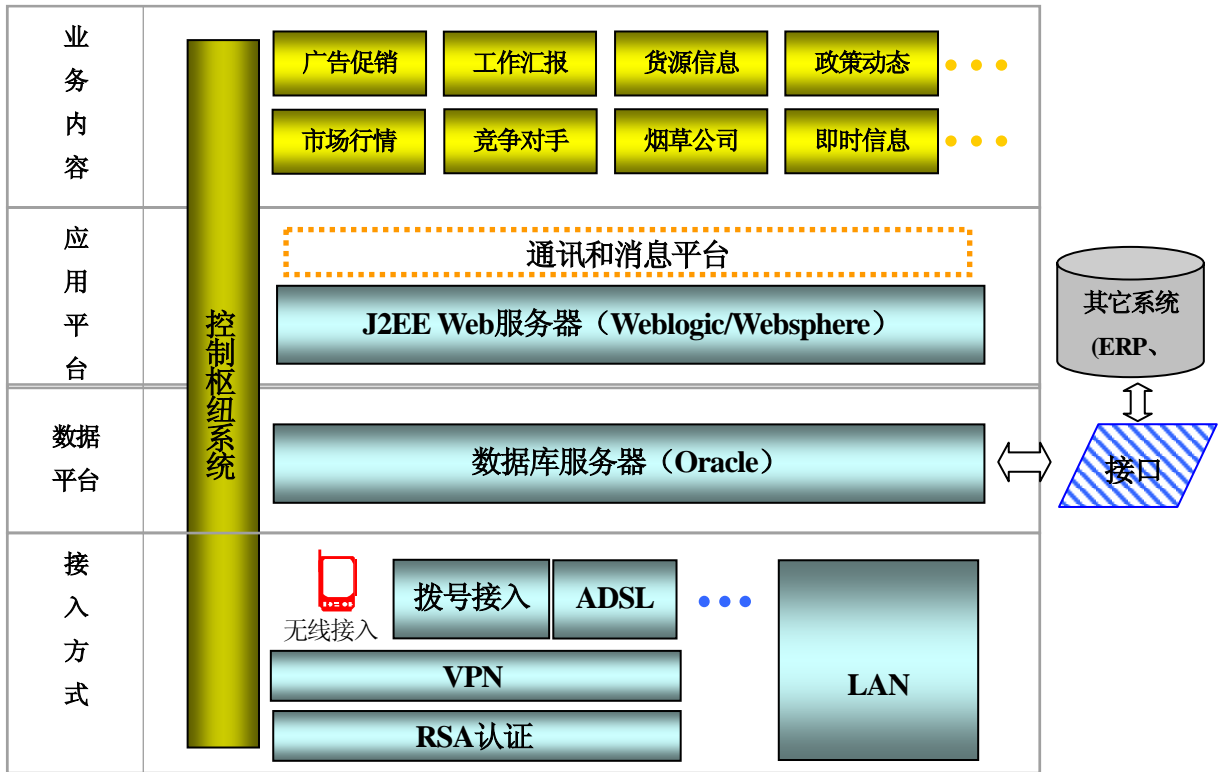 业务内容
广告促销
工作汇报
货源信息
政策动态
市场行情
竞争对手
烟草公司
即时信息
控制枢纽系统
应用平台
通讯和消息平台
J2EE Web服务器（Weblogic/Websphere）
其它系统
(ERP、
数据
平台
数据库服务器（Oracle）
接口
接入方式
无线接入
拨号接入
ADSL
VPN
RSA认证
LAN